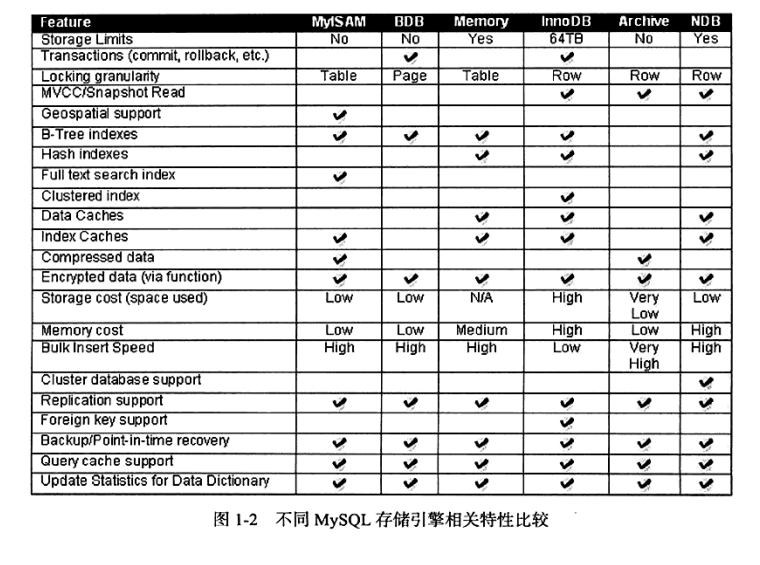 Feature MyISAM BDB Memory InnoDB Archive NDB
Storage Limits No No Yes 64TB No Yes
Transactions (commit, rollback, etc.) ✔ ✔
Locking granularity Table Page Table Row Row Row
MVCC/Snapshot Read ✔ ✔ ✔
Geospatial support ✔
B-Tree indexes ✔ ✔ ✔ ✔ ✔
Hash indexes ✔ ✔ ✔
Full text search index ✔
Clustered index ✔
Data Caches ✔ ✔ ✔
Index Caches ✔ ✔ ✔ ✔
Compressed data ✔ ✔
Encrypted data (via function) ✔ ✔ ✔ ✔ ✔ ✔
Storage cost (space used) Low Low N/A High Very Low
Low
Memory cost Low Low Medium High Low High
Bulk Insert Speed High High High Low Very High
High
Cluster database support ✔
Replication support ✔ ✔ ✔ ✔ ✔ ✔
Foreign key support ✔
Backup/Point-in-time recovery ✔ ✔ ✔ ✔ ✔ ✔
Query cache support ✔ ✔ ✔ ✔ ✔ ✔
Update Statistics for Data Dictionary ✔ ✔ ✔ ✔ ✔ ✔
图 1-2 不同 MySQL 存储引擎相关特性比较